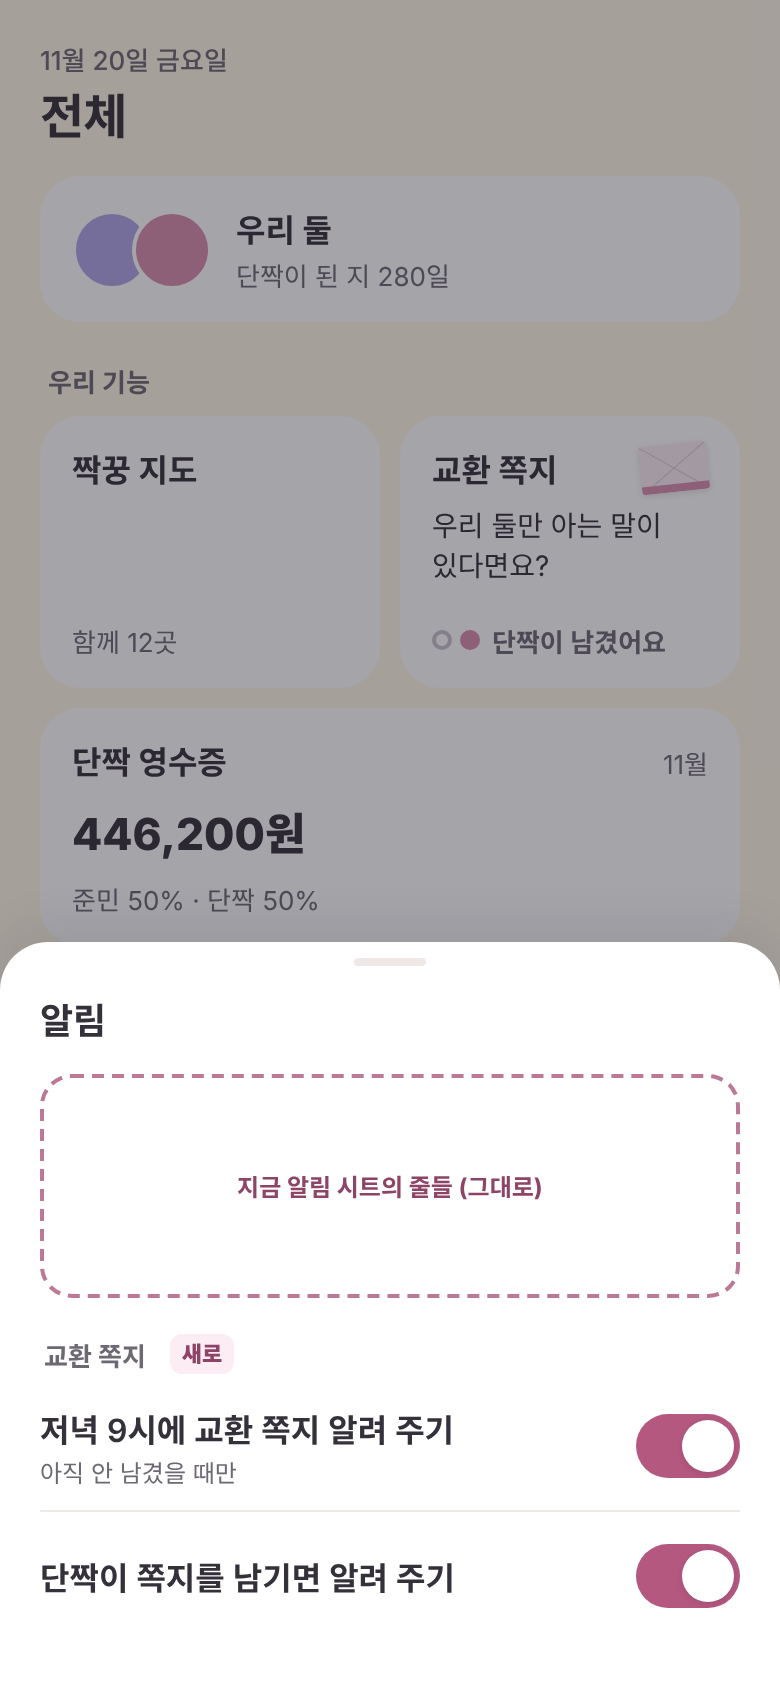 11월 20일 금요일
전체
우리 둘
단짝이 된 지 280일
우리 기능
짝꿍 지도
함께 12곳
교환 쪽지
우리 둘만 아는 말이
있다면요?
단짝이 남겼어요
단짝 영수증
11월
446,200원
준민 50% · 단짝 50%
알림
지금 알림 시트의 줄들 (그대로)
교환 쪽지 새로
저녁 9시에 교환 쪽지 알려 주기
아직 안 남겼을 때만
단짝이 쪽지를 남기면 알려 주기